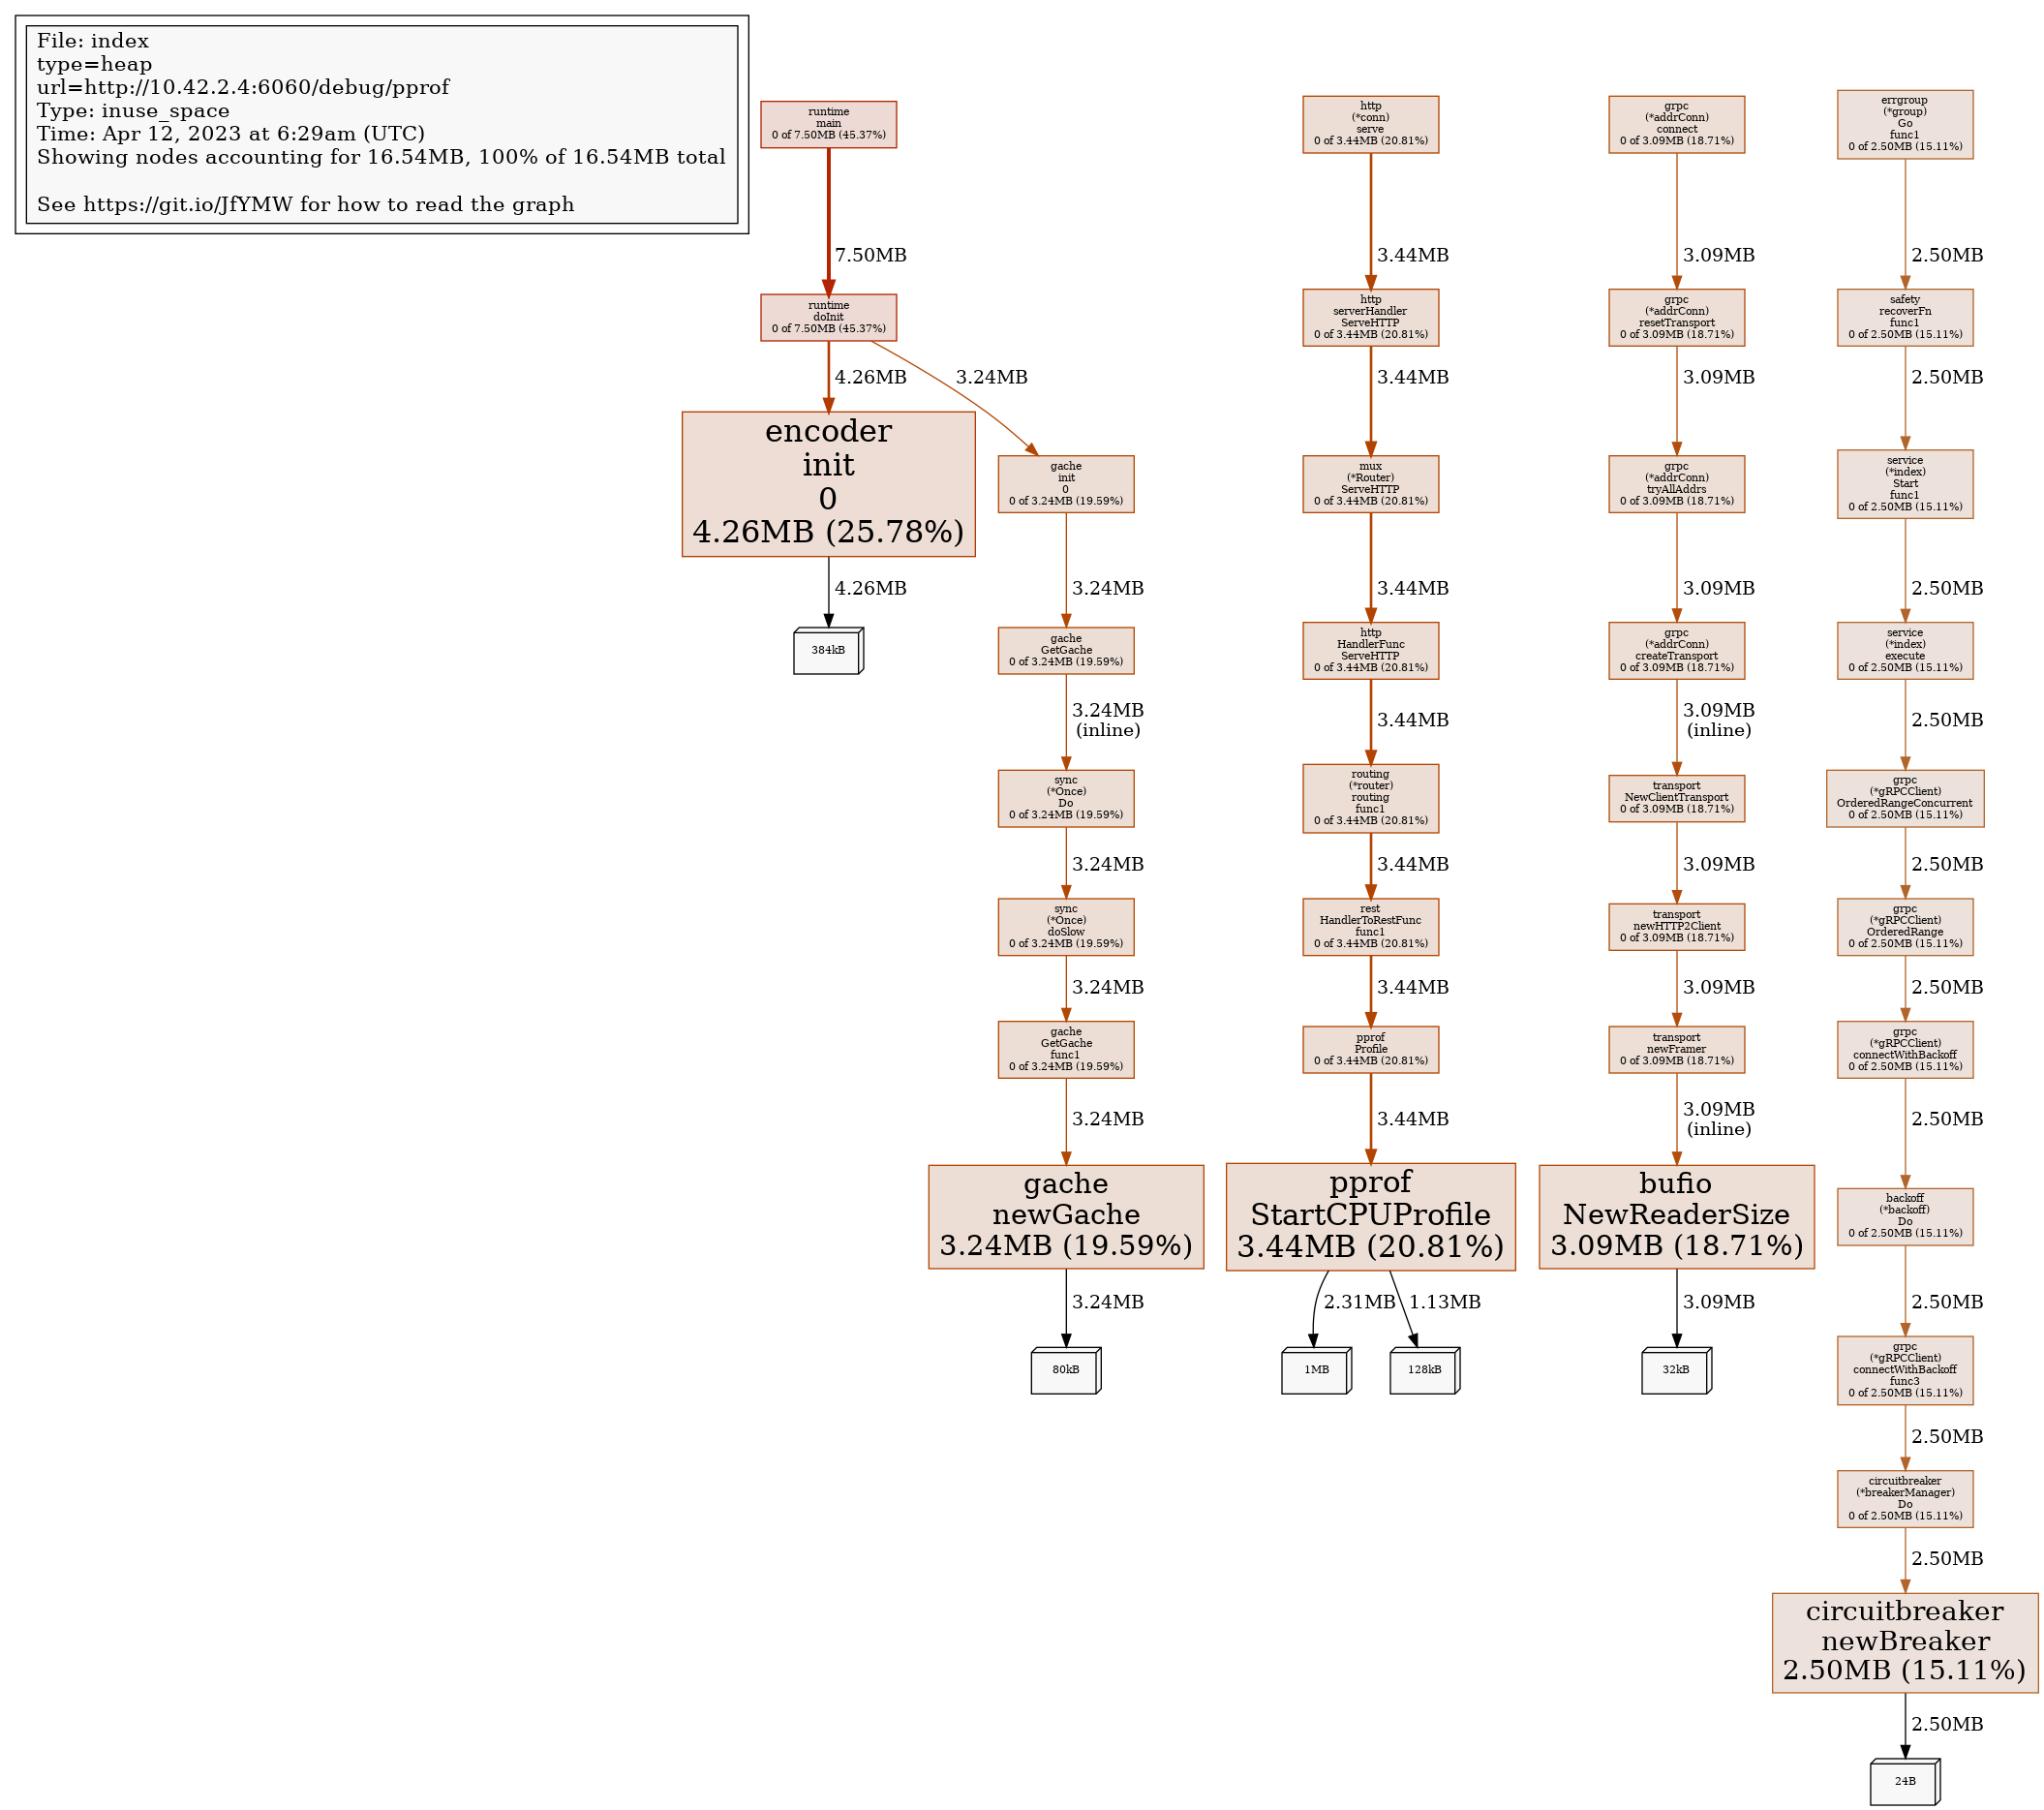 File: index
type=heap
url=http://10.42.2.4:6060/debug/pprof
Type: inuse_space
Time: Apr 12, 2023 at 6:29am (UTC)
Showing nodes accounting for 16.54MB, 100% of 16.54MB total
See https://git.io/JfYMW for how to read the graph
runtime
main
0 of 7.50MB (45.37%)
7.50MB
runtime
doInit
0 of 7.50MB (45.37%)
4.26MB
3.24MB
encoder
init
0
4.26MB (25.78%)
4.26MB
384kB
gache
init
0
0 of 3.24MB (19.59%)
3.24MB
gache
GetGache
0 of 3.24MB (19.59%)
3.24MB
(inline)
sync
(*Once)
Do
0 of 3.24MB (19.59%)
3.24MB
sync
(*Once)
doSlow
0 of 3.24MB (19.59%)
3.24MB
gache
GetGache
func1
0 of 3.24MB (19.59%)
3.24MB
gache
newGache
3.24MB (19.59%)
3.24MB
80kB
http
(*conn)
serve
0 of 3.44MB (20.81%)
3.44MB
http
serverHandler
ServeHTTP
0 of 3.44MB (20.81%)
3.44MB
mux
(*Router)
ServeHTTP
0 of 3.44MB (20.81%)
3.44MB
http
HandlerFunc
ServeHTTP
0 of 3.44MB (20.81%)
3.44MB
routing
(*router)
routing
func1
0 of 3.44MB (20.81%)
3.44MB
rest
HandlerToRestFunc
func1
0 of 3.44MB (20.81%)
3.44MB
pprof
Profile
0 of 3.44MB (20.81%)
3.44MB
pprof
StartCPUProfile
3.44MB (20.81%)
2.31MB
1.13MB
1MB
128kB
grpc
(*addrConn)
connect
0 of 3.09MB (18.71%)
3.09MB
grpc
(*addrConn)
resetTransport
0 of 3.09MB (18.71%)
3.09MB
grpc
(*addrConn)
tryAllAddrs
0 of 3.09MB (18.71%)
3.09MB
grpc
(*addrConn)
createTransport
0 of 3.09MB (18.71%)
3.09MB
(inline)
transport
NewClientTransport
0 of 3.09MB (18.71%)
3.09MB
transport
newHTTP2Client
0 of 3.09MB (18.71%)
3.09MB
transport
newFramer
0 of 3.09MB (18.71%)
3.09MB
(inline)
bufio
NewReaderSize
3.09MB (18.71%)
3.09MB
32kB
errgroup
(*group)
Go
func1
0 of 2.50MB (15.11%)
2.50MB
safety
recoverFn
func1
0 of 2.50MB (15.11%)
2.50MB
service
(*index)
Start
func1
0 of 2.50MB (15.11%)
2.50MB
service
(*index)
execute
0 of 2.50MB (15.11%)
2.50MB
grpc
(*gRPCClient)
OrderedRangeConcurrent
0 of 2.50MB (15.11%)
2.50MB
grpc
(*gRPCClient)
OrderedRange
0 of 2.50MB (15.11%)
2.50MB
grpc
(*gRPCClient)
connectWithBackoff
0 of 2.50MB (15.11%)
2.50MB
backoff
(*backoff)
Do
0 of 2.50MB (15.11%)
2.50MB
grpc
(*gRPCClient)
connectWithBackoff
func3
0 of 2.50MB (15.11%)
2.50MB
circuitbreaker
(*breakerManager)
Do
0 of 2.50MB (15.11%)
2.50MB
circuitbreaker
newBreaker
2.50MB (15.11%)
2.50MB
24B